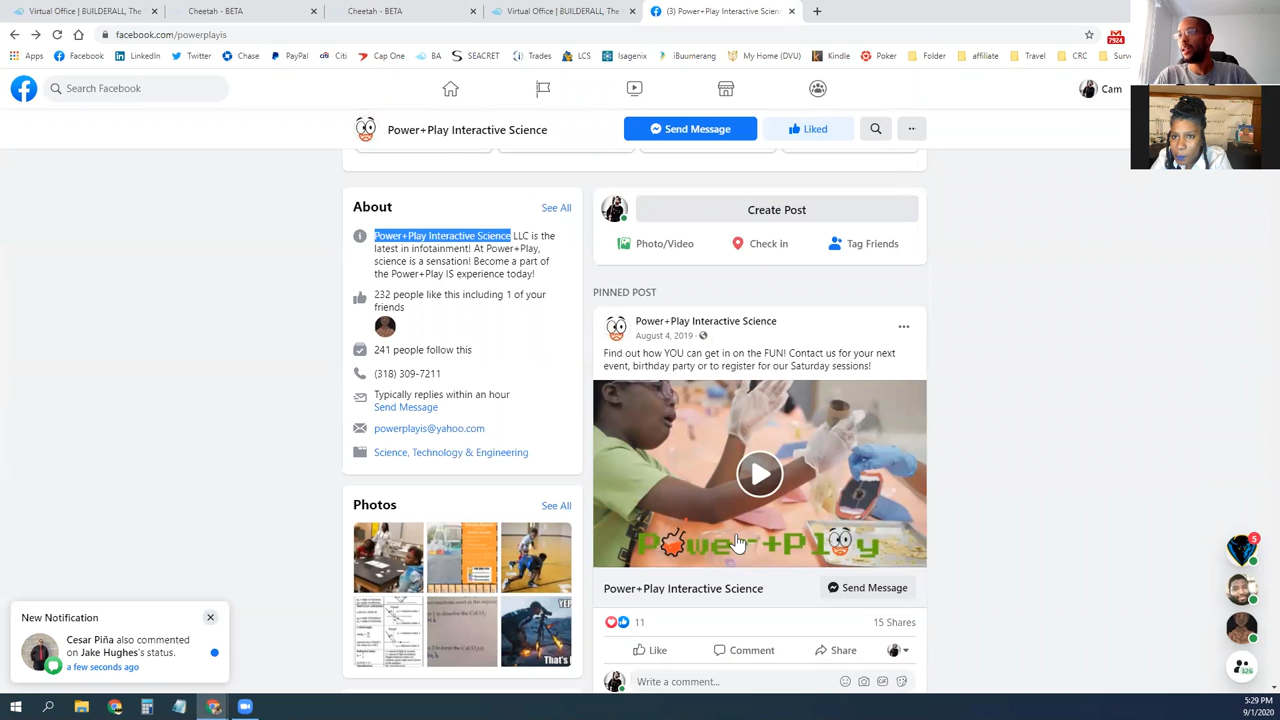 Virtual Office | BUILDERALL, The
Cheetah - BETA
Cheetah - BETA
Virtual Office | BUILDERALL, The
(3) Power+Play Interactive Scien
facebook.com/powerplayis
7924
Apps
Facebook
LinkedIn
Twitter
Chase
PayPal
Citi
Cap One
BA
SEACRET
Trades
LCS
Isagenix
iBuumerang
My Home (DVU)
Kindle
Poker
Folder
affiliate
Travel
CAR
Search Facebook
Cam
Power+Play Interactive Science
Send Message
Liked
About
See All
Power+Play Interactive Science LLC is the
latest in infotainment! At Power+Play,
science is a sensation! Become a part of
the Power+Play IS experience today!
232 people like this including 1 of your
friends
241 people follow this
(318) 309-7211
Typically replies within an hour
Send Message
powerplayis@yahoo.com
Science, Technology & Engineering
Photos
See All
YEP
That's
Create Post
Photo/Video
Check in
Tag Friends
PINNED POST
Power+Play Interactive Science
August 4, 2019
Find out how YOU can get in on the FUN! Contact us for your next
event, birthday party or to register for our Saturday sessions!
Power+Play
Power+Play Interactive Science
Send Message
11
15 Shares
Like
Comment
Share
Write a comment...
GIF
New Notification
Cesar Piña also commented
on Jake Hughes's status.
a few seconds ago
5
326
5:29 PM
9/1/2020